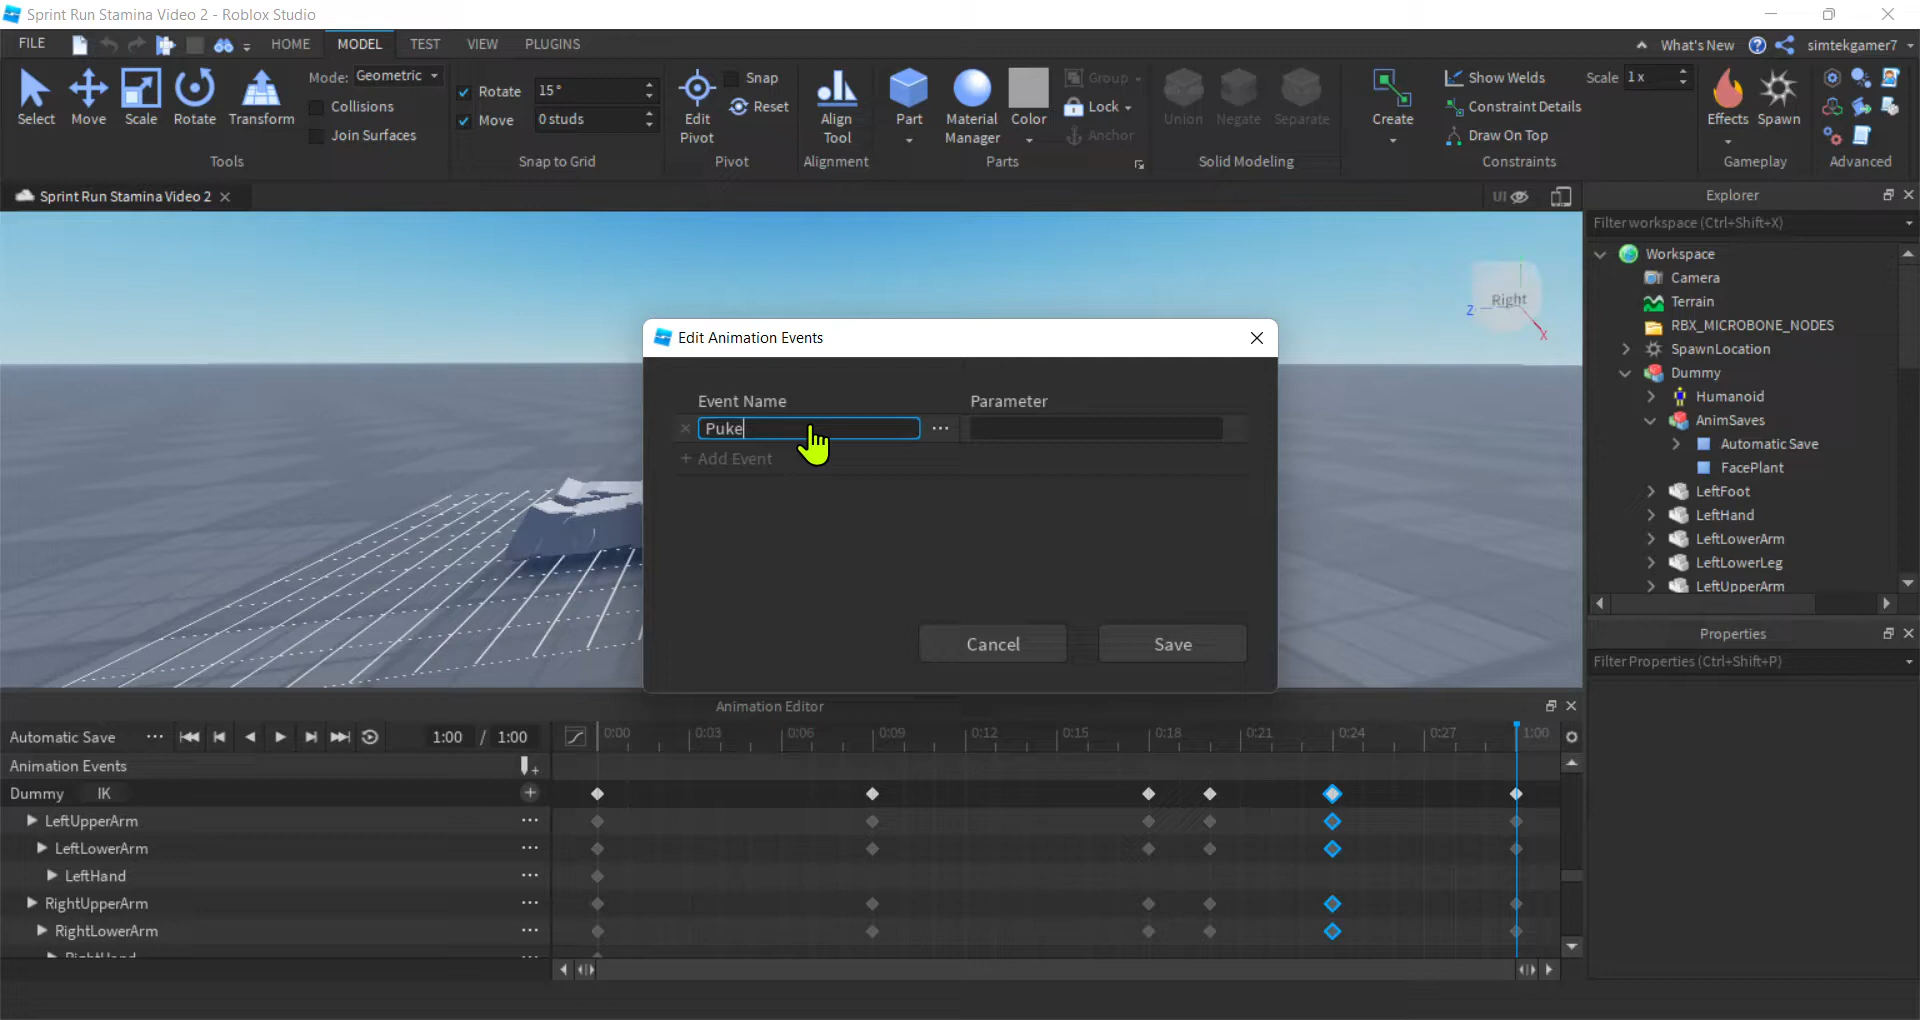 Sprint Run Stamina Video 2 - Roblox Studio
FILE
HOME
MODEL
TEST
VIEW
PLUGINS
What's New
simtekgamer7
Select
Move
Scale
Rotate
Transform
Mode: Geometric
Collisions
Join Surfaces
Tools
Rotate 15°
Move 0 studs
Snap to Grid
Edit
Pivot
Snap
Reset
Pivot
Align
Tool
Alignment
Part
Material
Manager
Color
Group
Lock
Anchor
Parts
Union
Negate
Separate
Solid Modeling
Create
Show Welds
Constraint Details
Draw On Top
Scale 1x
Constraints
Effects
Spawn
Gameplay
Advanced
Sprint Run Stamina Video 2
UI
Explorer
Filter workspace (Ctrl+Shift+X)
Workspace
Camera
Terrain
RBX_MICROBONE_NODES
SpawnLocation
Dummy
Humanoid
AnimSaves
Automatic Save
FacePlant
LeftFoot
LeftHand
LeftLowerArm
LeftLowerLeg
LeftUpperArm
Right
Z
X
Edit Animation Events
Event Name
Parameter
Puke
+ Add Event
Cancel
Save
Properties
Filter Properties (Ctrl+Shift+P)
Animation Editor
Automatic Save
1:00 / 1:00
0:00 0:03 0:06 0:09 0:12 0:15 0:18 0:21 0:24 0:27 1:00
Animation Events
Dummy IK
LeftUpperArm
LeftLowerArm
LeftHand
RightUpperArm
RightLowerArm
RightHand